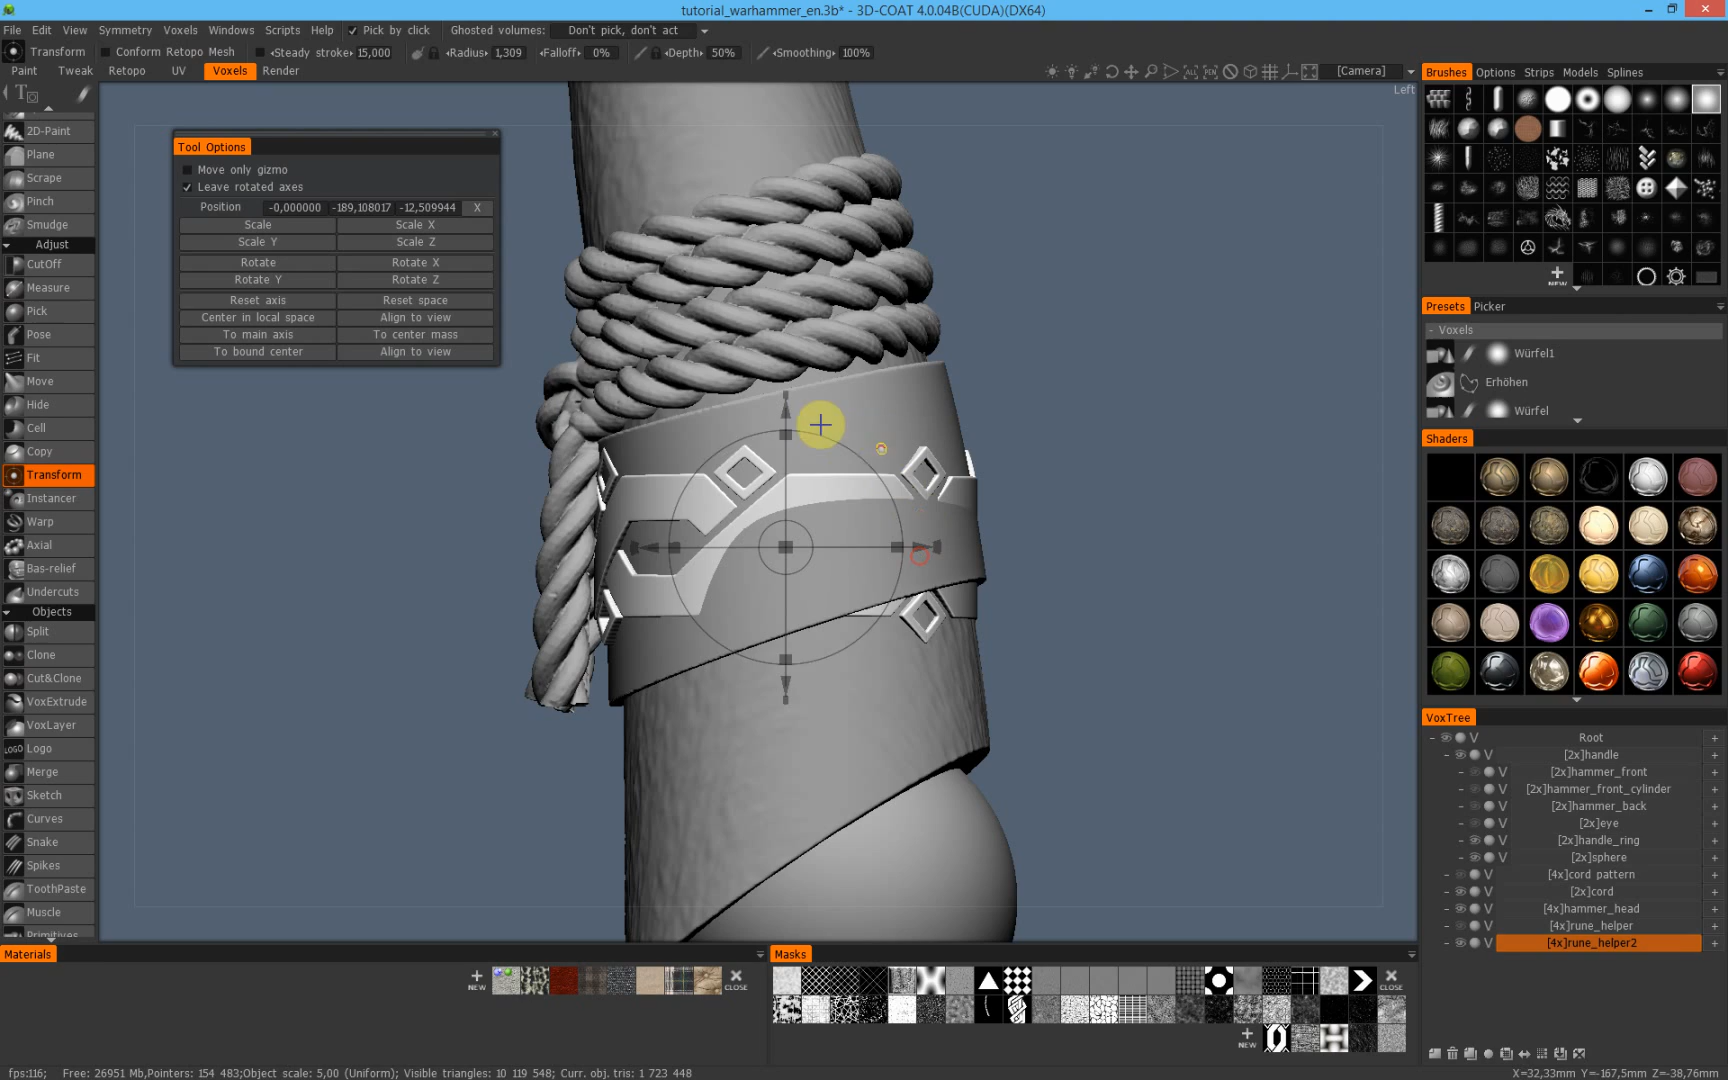 tutorial_warhammer_en.3b* - 3D-COAT 4.0.04B(CUDA)(DX64)
File Edit View Symmetry Voxels Windows Scripts Help Pick by click Ghosted volumes: Don't pick, don't act
Transform Conform Retopo Mesh Steady stroke 15,000 Radius 1,309 Falloff 0% Depth 50% Smoothing 100%
Paint Tweak Retopo UV Voxels Render [Camera]
Left
2D-Paint
Plane
Scrape
Pinch
Smudge
Adjust
CutOff
Measure
Pick
Pose
Fit
Move
Hide
Cell
Copy
Transform
Instancer
Warp
Axial
Bas-relief
Undercuts
Objects
Split
Clone
Cut&Clone
VoxExtrude
VoxLayer
LOGO Logo
Merge
Sketch
Curves
Snake
Spikes
ToothPaste
Muscle
Primitives
Tool Options
Move only gizmo
Leave rotated axes
Position -0,000000 -189,108017 -12,509944 X
Scale Scale X
Scale Y Scale Z
Rotate Rotate X
Rotate Y Rotate Z
Reset axis Reset space
Center in local space Align to view
To main axis To center mass
To bound center Align to view
Brushes Options Strips Models Splines
NEW
Presets Picker
- Voxels
Würfel1
Erhöhen
Würfel
Shaders
VoxTree
Root
[2x]handle
[2x]hammer_front
[2x]hammer_front_cylinder
[2x]hammer_back
[2x]eye
[2x]handle_ring
[2x]sphere
[4x]cord pattern
[2x]cord
[4x]hammer_head
[4x]rune_helper
[4x]rune_helper2
Materials
NEW
CLOSE
Masks
CLOSE
NEW
fps:116; Free: 26951 Mb,Pointers: 154 483;Object scale: 5,00 (Uniform); Visible triangles: 10 119 548; Curr. obj. tris: 1 723 448
X=32,33mm Y=-167,5mm Z=-38,76mm